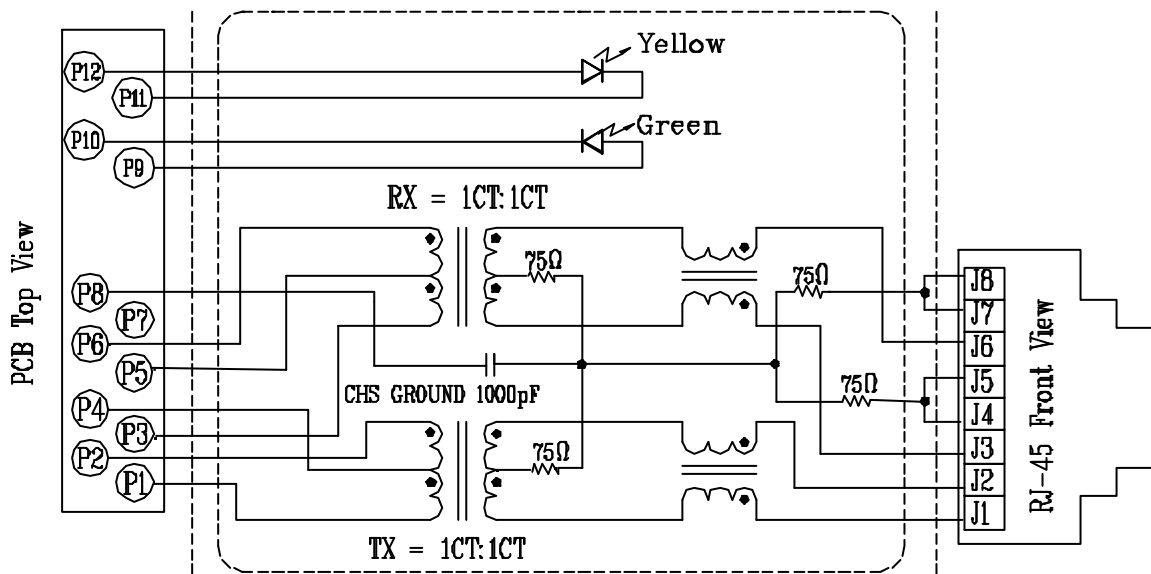 Yellow
P12
P11
Green
P10
P9
RX = 1CT:1CT
PCB Top View
75Ω
75Ω
P8
J8
P7
J7
P6
J6
P5
J5
75Ω
CHS GROUND 1000pF
P4
J4
P3
J3
P2
75Ω
J2
P1
J1
RJ-45 Front View
TX = 1CT:1CT